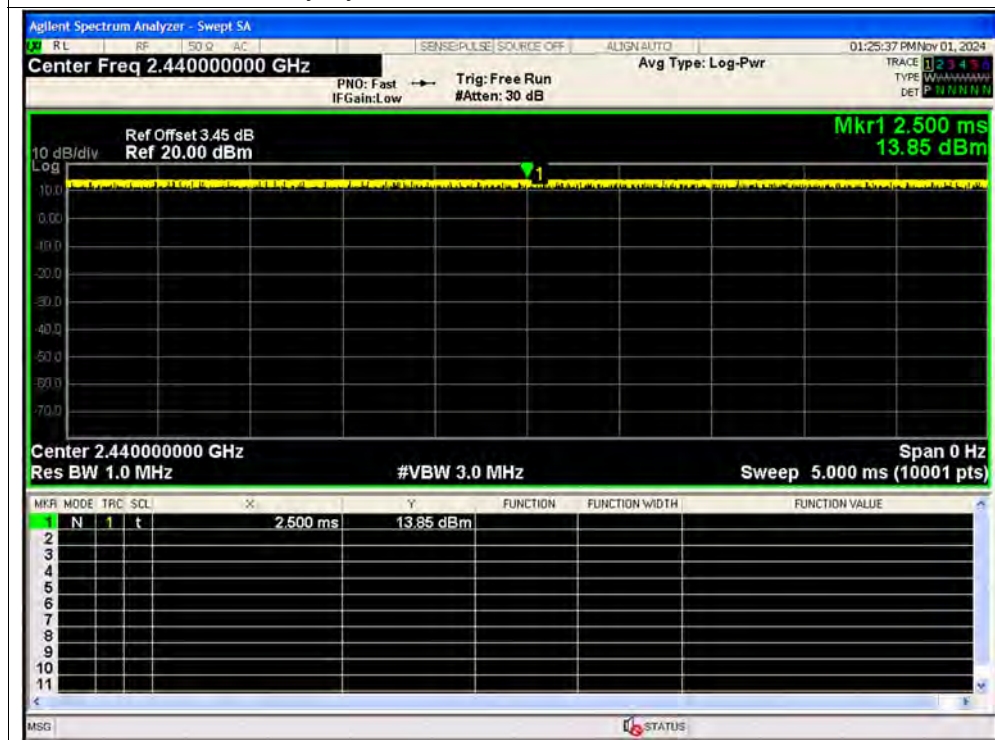 Agilent Spectrum Analyzer - Swept SA
RL RF 50 Ω AC SENSE:PULSE SOURCE OFF ALIGN AUTO 01:25:37 PM Nov 01, 2024
Center Freq 2.440000000 GHz Avg Type: Log-Pwr TRACE 1 2 3 4 5 6
PNO: Fast Trig: Free Run TYPE
IFGain:Low #Atten: 30 dB DET P N N N N N
Mkr1 2.500 ms
Ref Offset 3.45 dB
10 dB/div Ref 20.00 dBm 13.85 dBm
Log
1
10.0
0.00
-10.0
-20.0
-30.0
-40.0
-50.0
-60.0
-70.0
Center 2.440000000 GHz Span 0 Hz
Res BW 1.0 MHz #VBW 3.0 MHz Sweep 5.000 ms (10001 pts)
MKR MODE TRC SCL X Y FUNCTION FUNCTION WIDTH FUNCTION VALUE
1 N 1 t 2.500 ms 13.85 dBm
2
3
4
5
6
7
8
9
10
11
MSG STATUS